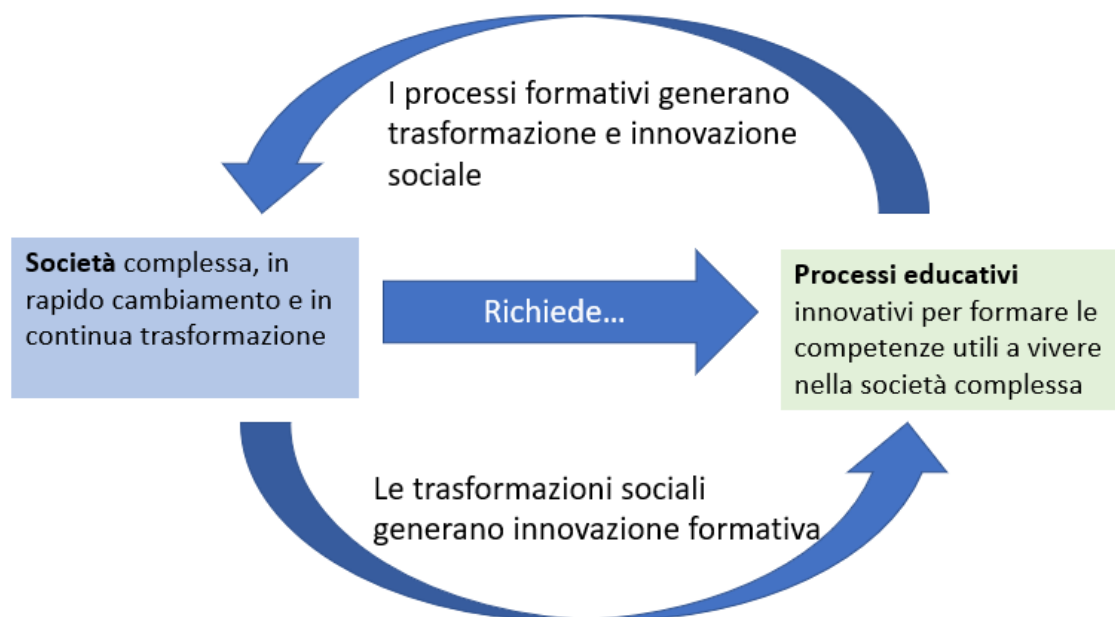 I processi formativi generano
trasformazione e innovazione
sociale
Società complessa, in
rapido cambiamento e in
continua trasformazione
Richiede...
Processi educativi
innovativi per formare le
competenze utili a vivere
nella società complessa
Le trasformazioni sociali
generano innovazione formativa